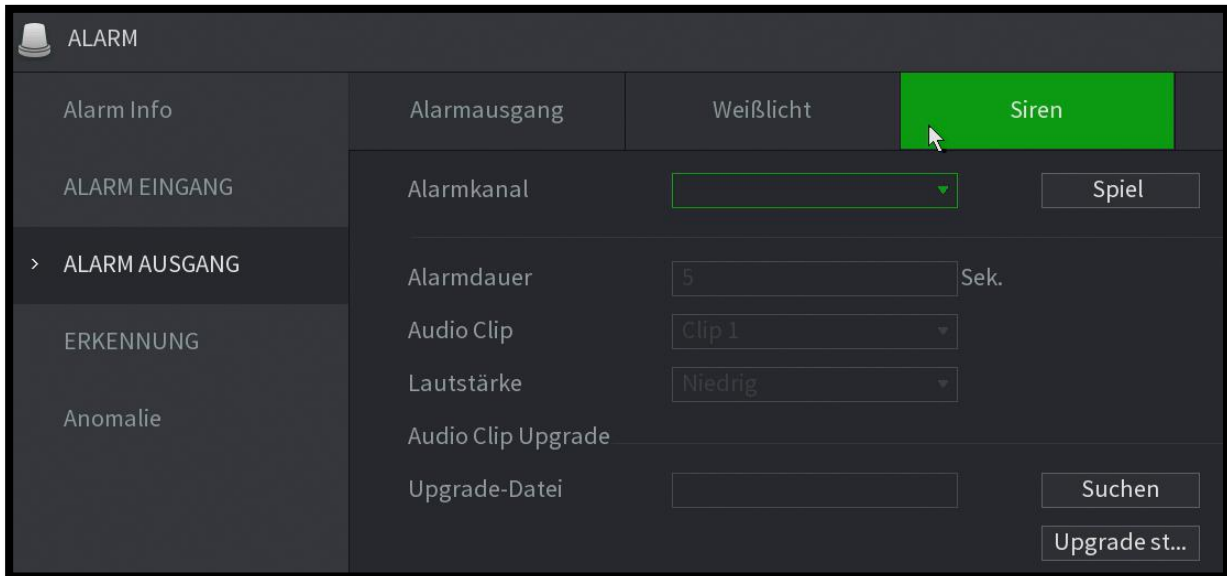 ALARM
Alarm Info
ALARM EINGANG
> ALARM AUSGANG
ERKENNUNG
Anomalie
Alarmausgang Weißlicht Siren
Alarmkanal Spiel
Alarmdauer 5 Sek.
Audio Clip Clip 1
Lautstärke Niedrig
Audio Clip Upgrade
Upgrade-Datei Suchen
Upgrade st...